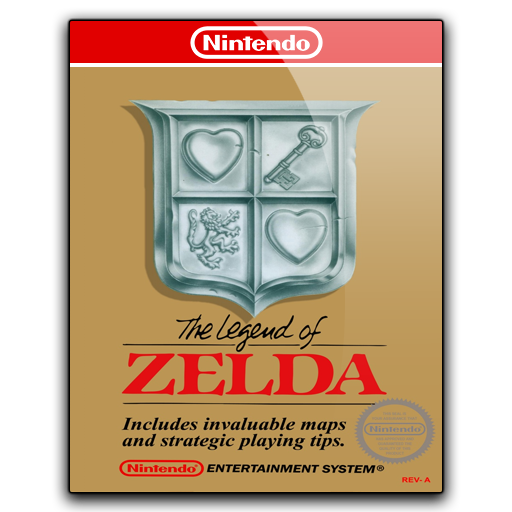 Nintendo
The Legend of
ZELDA
Includes invaluable maps
and strategic playing tips.
Nintendo
Nintendo ENTERTAINMENT SYSTEM®
REV- A